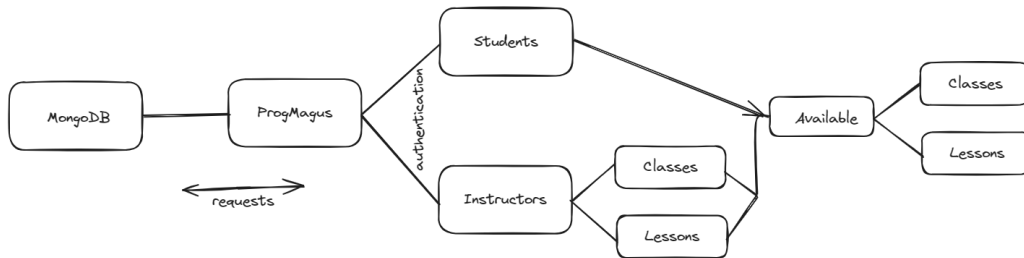 MongoDB
ProgMagus
requests
authentication
Students
Instructors
Classes
Lessons
Available
Classes
Lessons